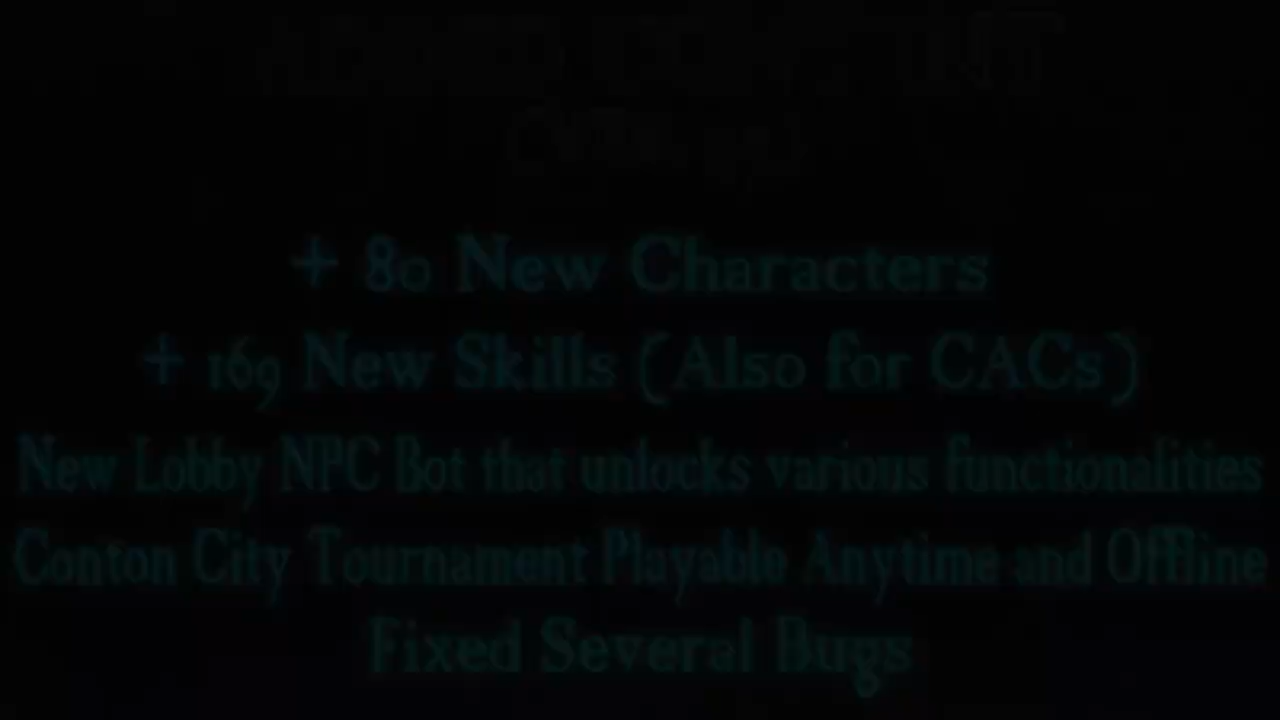 + 80 New Characters
+ 169 New Skills (Also for CACs)
New Lobby NPC Bot that unlocks various functionalities
Conton City Tournament Playable Anytime and Offline
Fixed Several Bugs